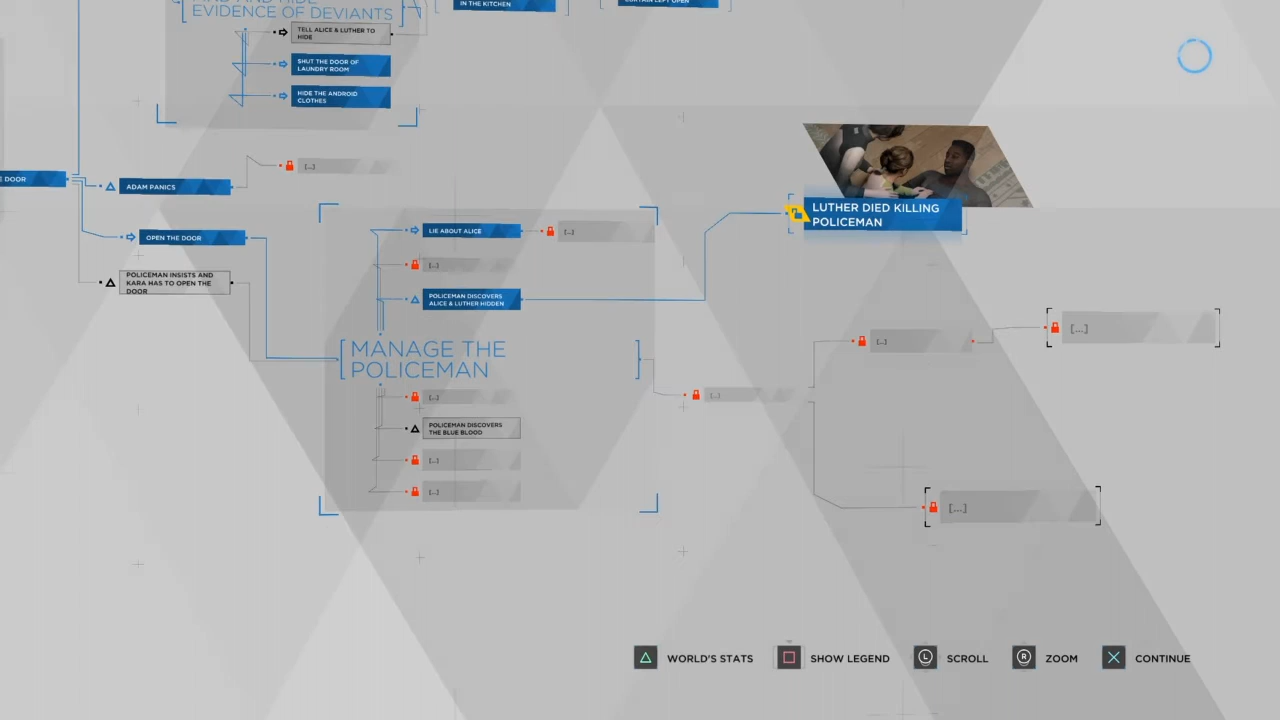 EVIDENCE OF DEVIANTS
IN THE KITCHEN
TELL ALICE & LUTHER TO
HIDE
SHUT THE DOOR OF
LAUNDRY ROOM
HIDE THE ANDROID
CLOTHES
E DOOR
ADAM PANICS
[...]
OPEN THE DOOR
POLICEMAN INSISTS AND
KARA HAS TO OPEN THE
DOOR
LIE ABOUT ALICE
[...]
[...]
POLICEMAN DISCOVERS
ALICE & LUTHER HIDDEN
MANAGE THE
POLICEMAN
[...]
POLICEMAN DISCOVERS
THE BLUE BLOOD
[...]
[...]
LUTHER DIED KILLING
POLICEMAN
[...]
[...]
[...]
[...]
WORLD'S STATS
SHOW LEGEND
L
SCROLL
R
ZOOM
CONTINUE